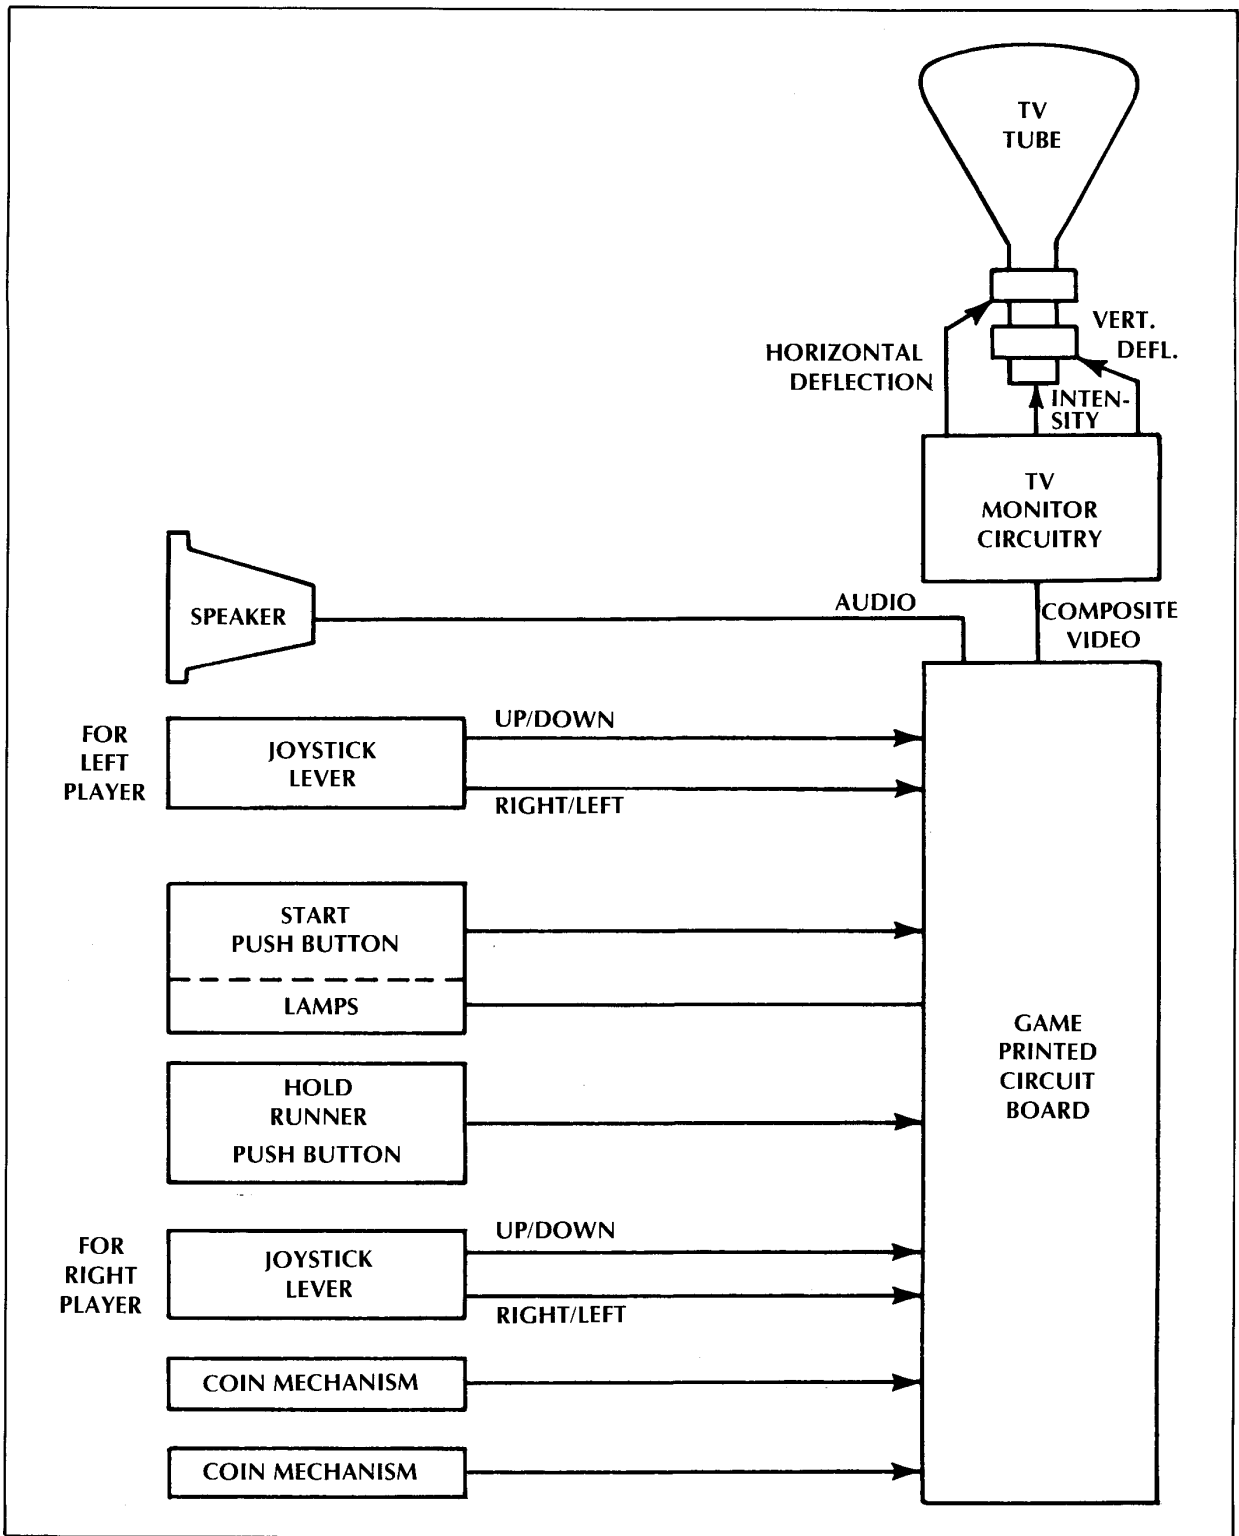 TV
TUBE
VERT.
DEFL.
HORIZONTAL
DEFLECTION
INTEN-
SITY
TV
MONITOR
CIRCUITRY
SPEAKER
AUDIO
COMPOSITE
VIDEO
FOR
LEFT
PLAYER
JOYSTICK
LEVER
UP/DOWN
RIGHT/LEFT
START
PUSH BUTTON
LAMPS
HOLD
RUNNER
PUSH BUTTON
GAME
PRINTED
CIRCUIT
BOARD
FOR
RIGHT
PLAYER
JOYSTICK
LEVER
UP/DOWN
RIGHT/LEFT
COIN MECHANISM
COIN MECHANISM